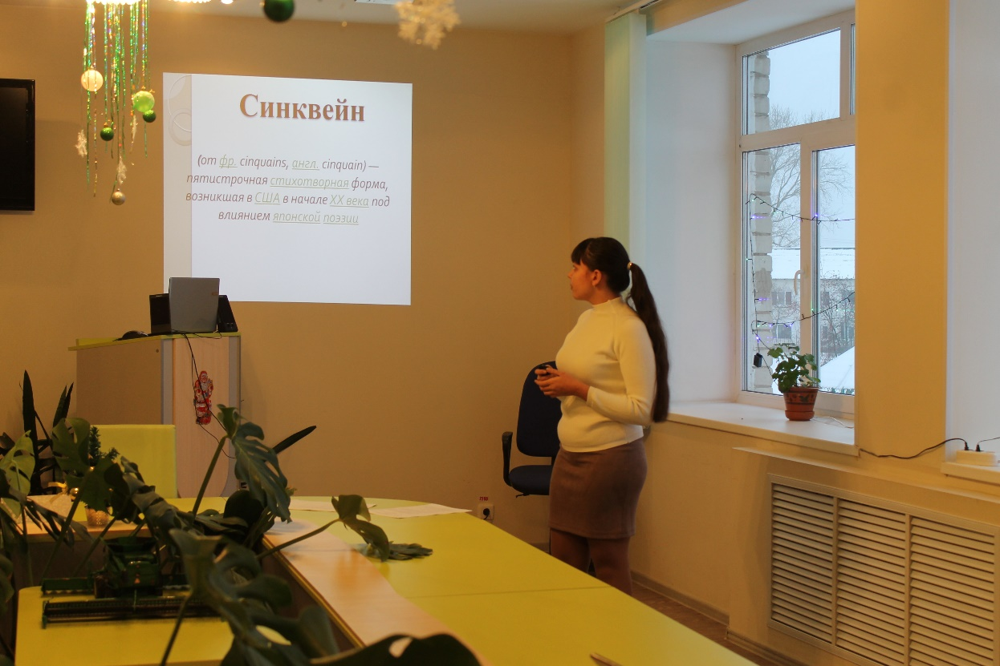 Синквейн
(от фр. cinquains, англ. cinquain) —
пятистрочная стихотворная форма,
возникшая в США в начале XX века под
влиянием японской поэзии